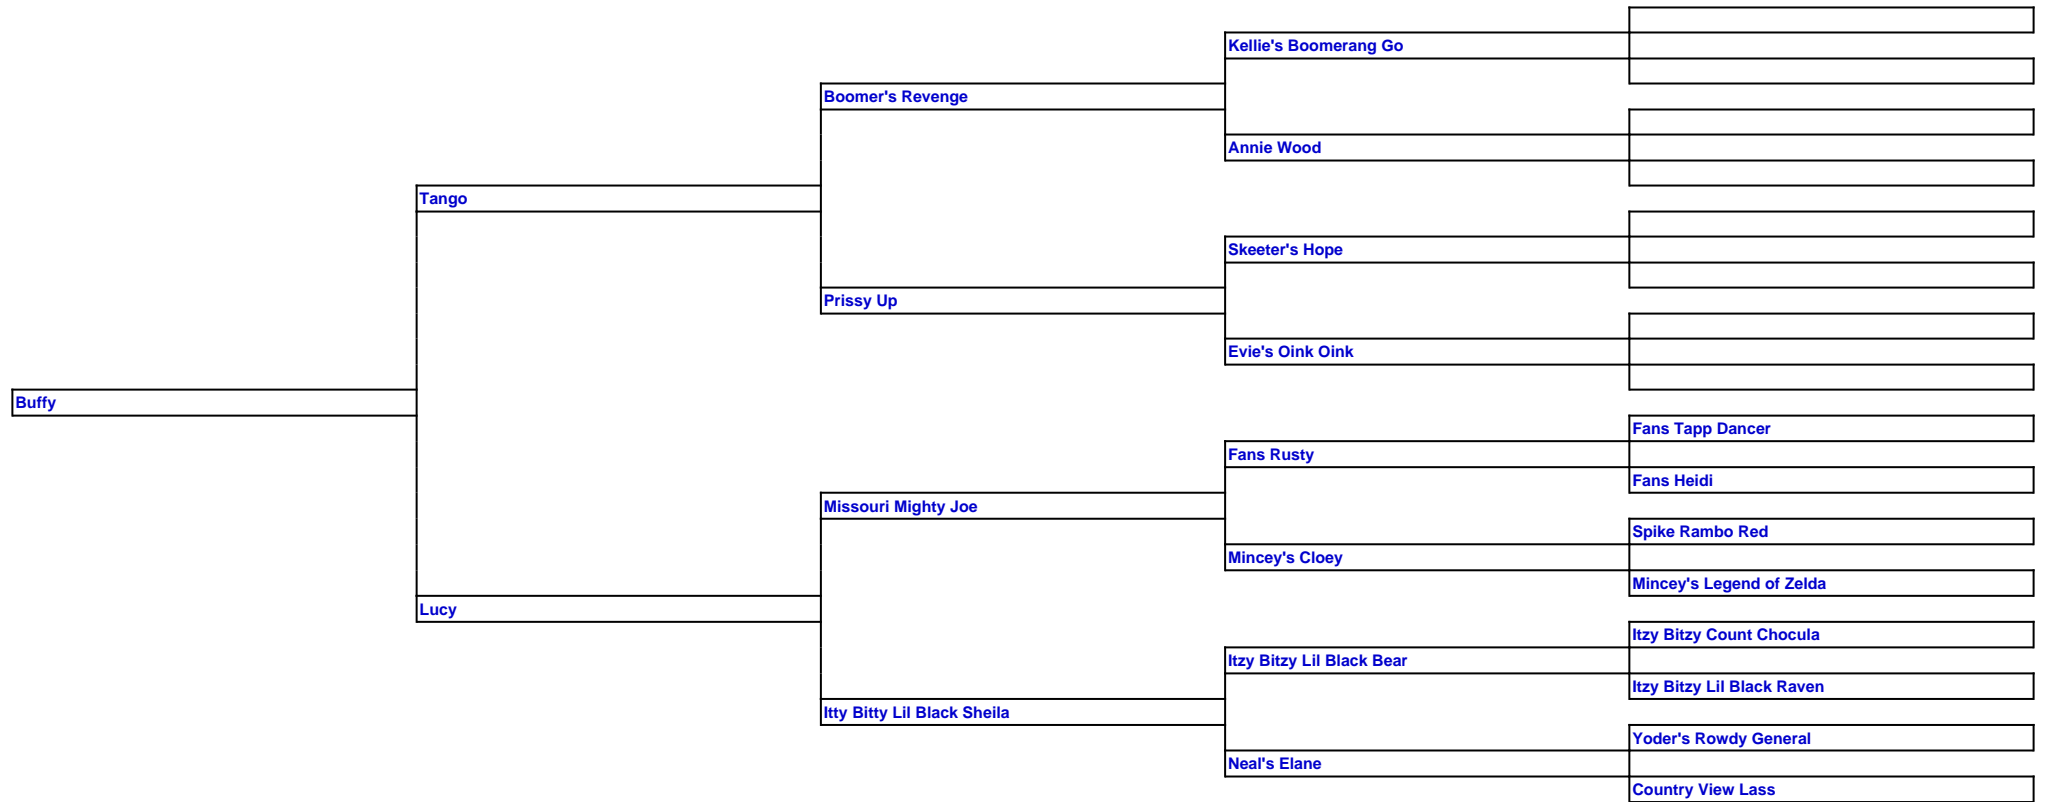 Kellie's Boomerang Go
Boomer's Revenge
Annie Wood
Tango
Skeeter's Hope
Prissy Up
Evie's Oink Oink
Buffy
Fans Tapp Dancer
Fans Rusty
Fans Heidi
Missouri Mighty Joe
Spike Rambo Red
Mincey's Cloey
Mincey's Legend of Zelda
Lucy
Itzy Bitzy Count Chocula
Itzy Bitzy Lil Black Bear
Itzy Bitzy Lil Black Raven
Itty Bitty Lil Black Sheila
Yoder's Rowdy General
Neal's Elane
Country View Lass